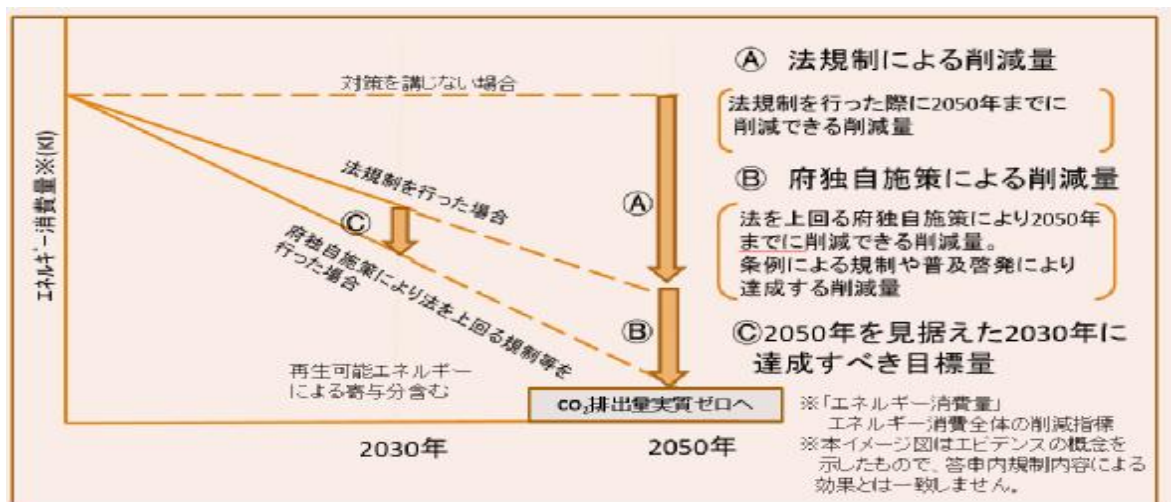 エネルギー消費量※(Kl)
対策を講じない場合
法規制を行った場合
府独自施策により法を上回る規制等を
行った場合
Ⓒ
Ⓐ
Ⓑ
再生可能エネルギー
による寄与分含む
CO₂排出量実質ゼロへ
2030年
2050年
Ⓐ 法規制による削減量
法規制を行った際に2050年までに
削減できる削減量
Ⓑ 府独自施策による削減量
法を上回る府独自施策により2050年
までに削減できる削減量。
条例による規制や普及啓発により
達成する削減量
Ⓒ2050年を見据えた2030年に
達成すべき目標量
※「エネルギー消費量」
エネルギー消費全体の削減指標
※本イメージ図はエビデンスの概念を
示したもので、答申内規制内容による
効果とは一致しません。